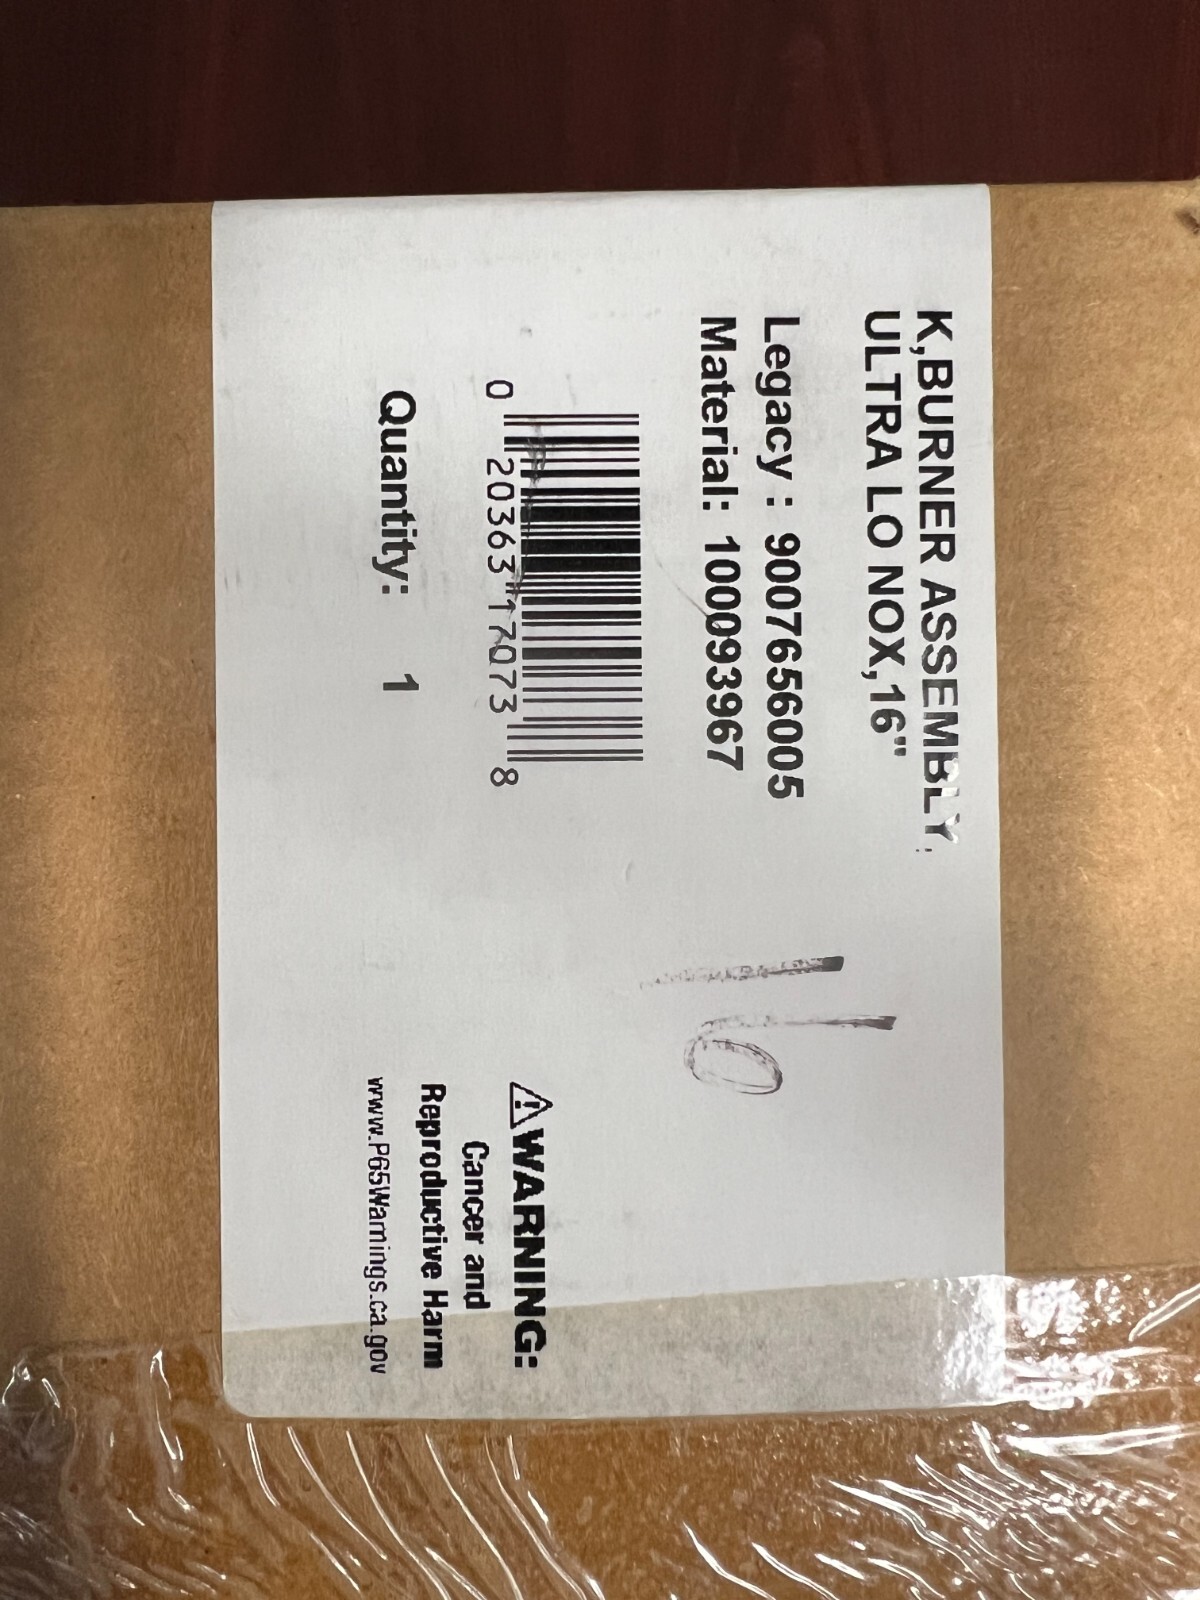 K,BURNER ASSEMBLY,
ULTRA LO NOX,16"
Legacy : 9007656005
Material: 100093967
0 20363 17073 8
Quantity: 1
16
⚠WARNING:
Cancer and
Reproductive Harm
www.P65Warnings.ca.gov